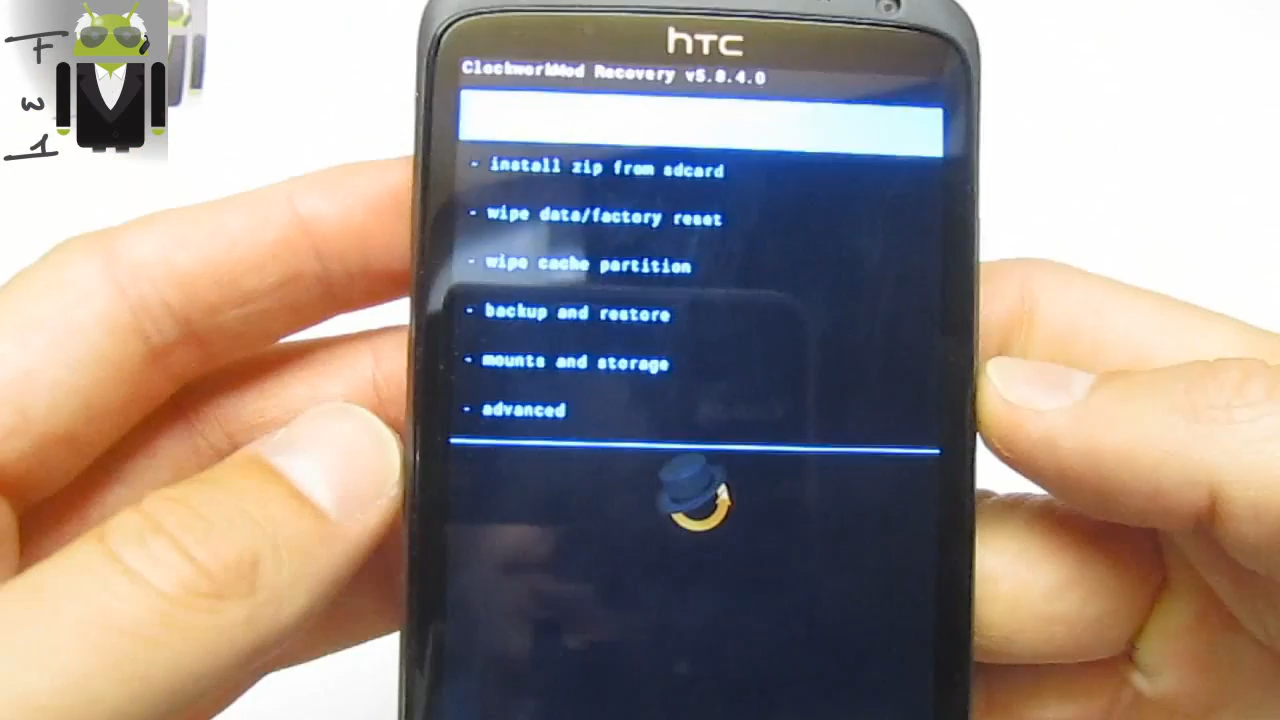 F
W
1
hTC
ClockworkMod Recovery v5.8.4.0
- install zip from sdcard
- wipe data/factory reset
- wipe cache partition
- backup and restore
- mounts and storage
- advanced